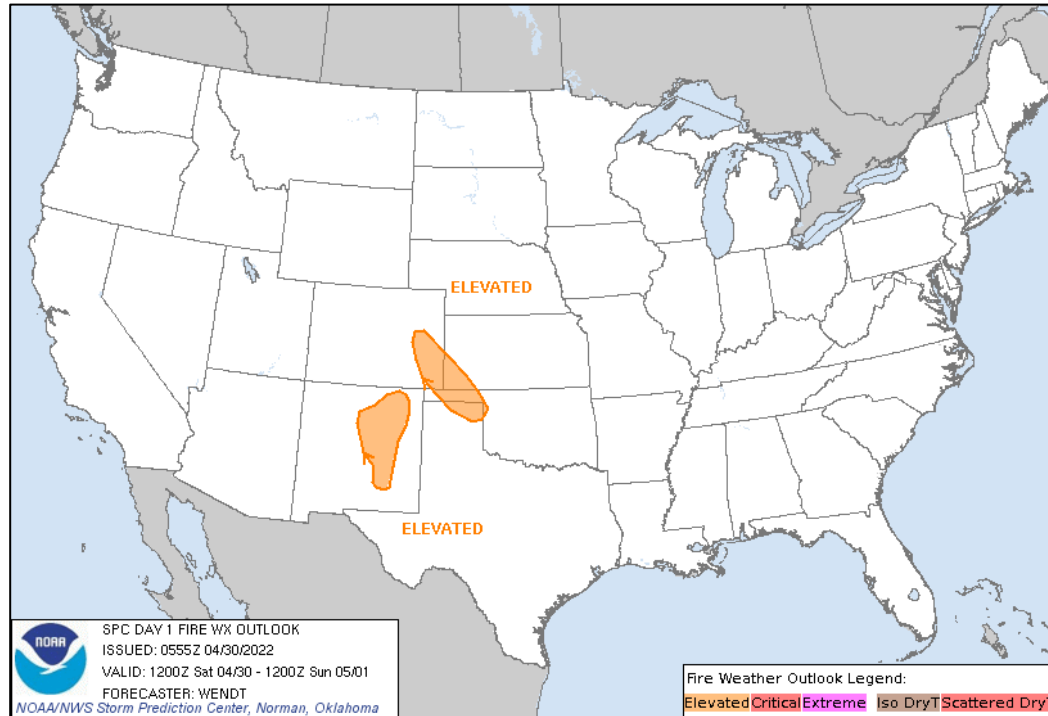 ELEVATED
ELEVATED
NOAA
SPC DAY 1 FIRE WX OUTLOOK
ISSUED: 0555Z 04/30/2022
VALID: 1200Z Sat 04/30 - 1200Z Sun 05/01
FORECASTER: WENDT
NOAA/NWS Storm Prediction Center, Norman, Oklahoma
Fire Weather Outlook Legend:
Elevated Critical Extreme Iso DryT Scattered DryT